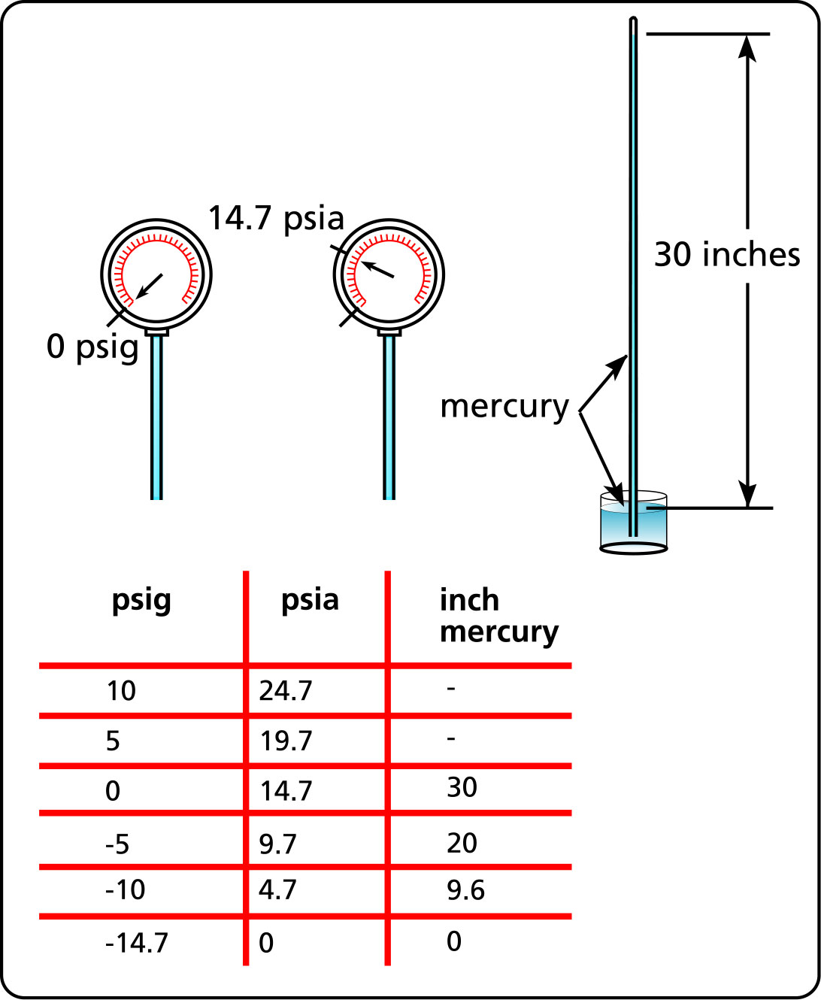 14.7 psia
0 psig
30 inches
mercury
psig psia inch
mercury
10 24.7 -
5 19.7 -
0 14.7 30
-5 9.7 20
-10 4.7 9.6
-14.7 0 0